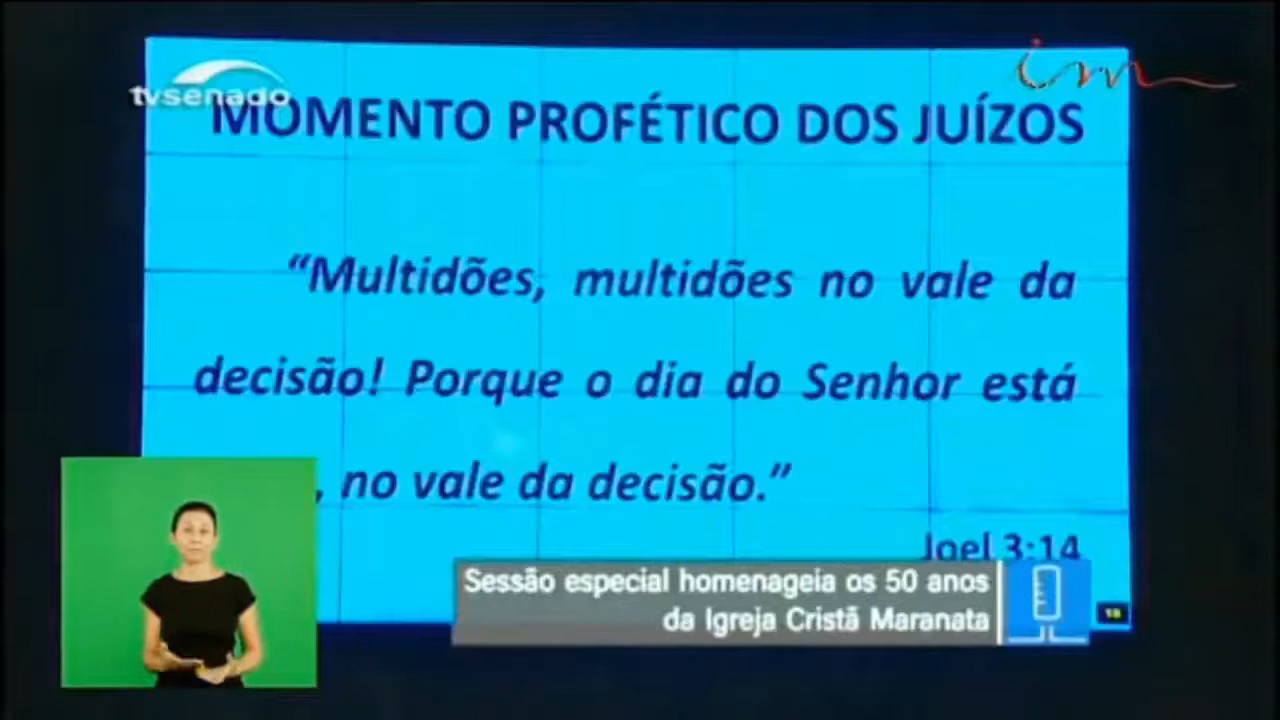 tvsenado
im
MOMENTO PROFÉTICO DOS JUÍZOS
“Multidões, multidões no vale da
decisão! Porque o dia do Senhor está
, no vale da decisão.”
Joel 3:14
Sessão especial homenageia os 50 anos
da Igreja Cristã Maranata